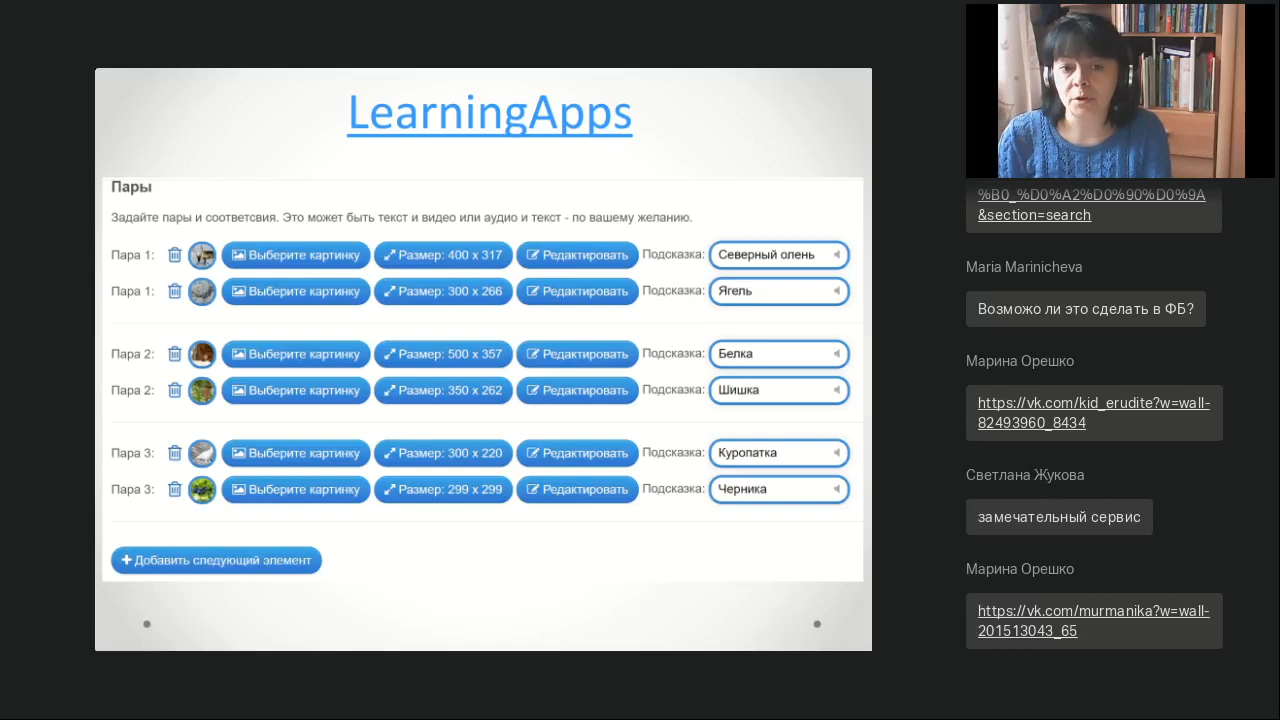 LearningApps
Пары
Задайте пары и соответсвия. Это может быть текст и видео или аудио и текст - по вашему желанию.
Пара 1: Выберите картинку Размер: 400 x 317 Редактировать Подсказка: Северный олень
Пара 1: Выберите картинку Размер: 300 x 266 Редактировать Подсказка: Ягель
Пара 2: Выберите картинку Размер: 500 x 357 Редактировать Подсказка: Белка
Пара 2: Выберите картинку Размер: 350 x 262 Редактировать Подсказка: Шишка
Пара 3: Выберите картинку Размер: 300 x 220 Редактировать Подсказка: Куропатка
Пара 3: Выберите картинку Размер: 299 x 299 Редактировать Подсказка: Черника
Добавить следующий элемент
%B0_%D0%A2%D0%90%D0%9A
&section=search
Maria Marinicheva
Возможо ли это сделать в ФБ?
Марина Орешко
https://vk.com/kid_erudite?w=wall-
82493960_8434
Светлана Жукова
замечательный сервис
Марина Орешко
https://vk.com/murmanika?w=wall-
201513043_65